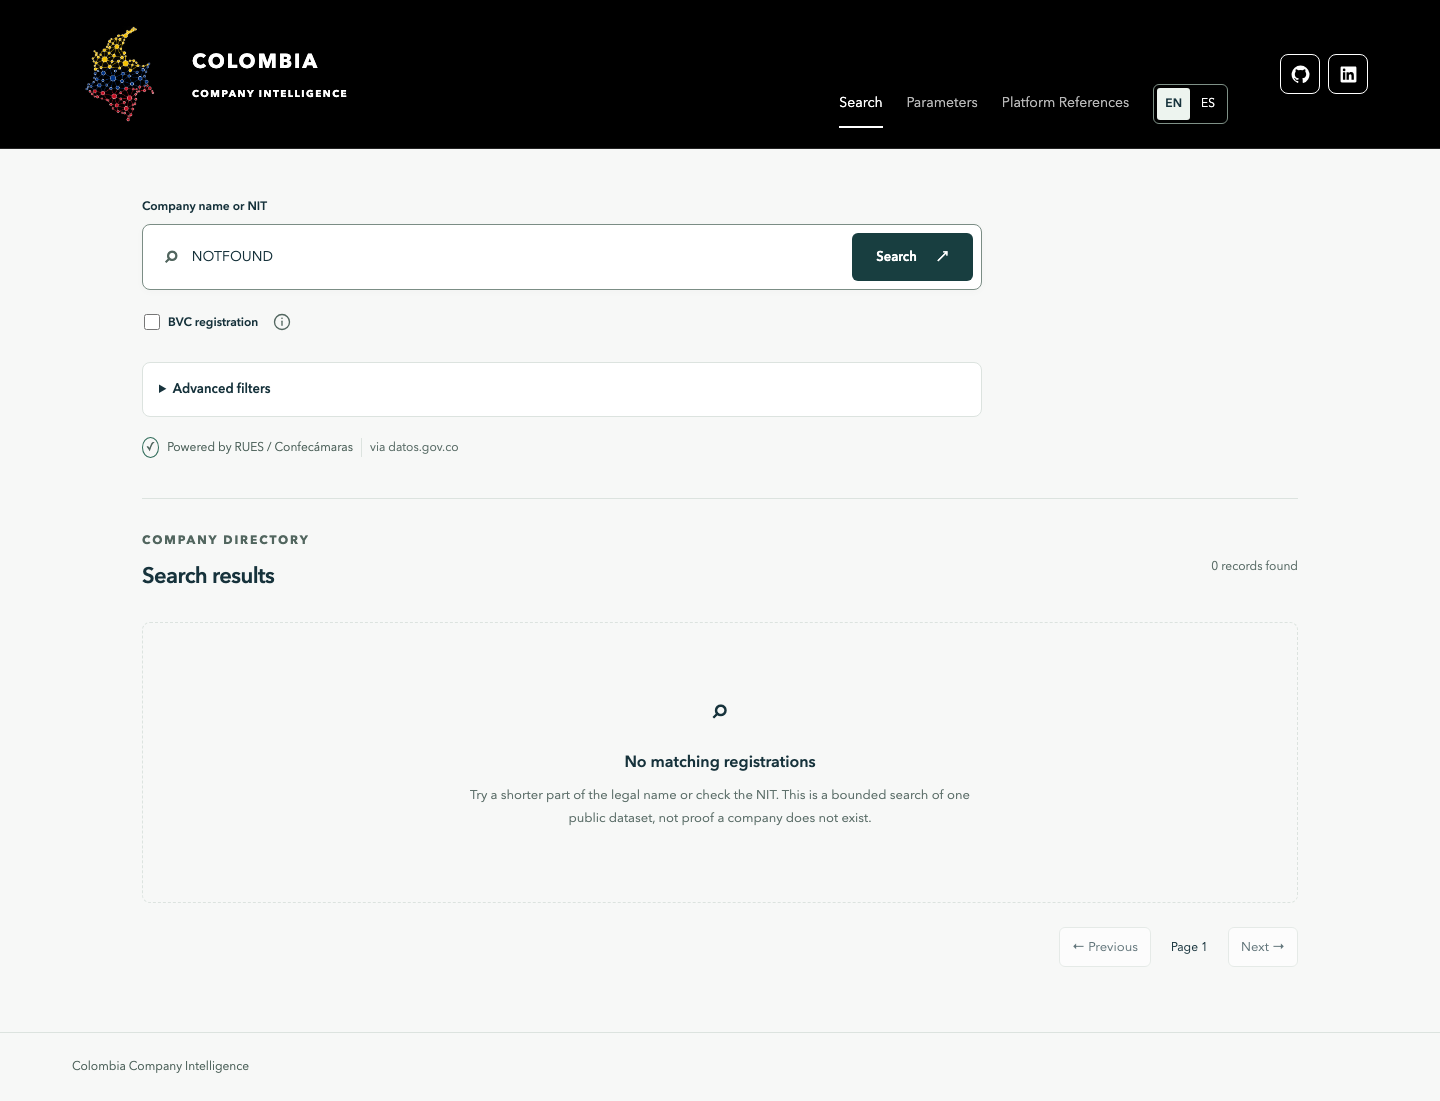 COLOMBIA
COMPANY INTELLIGENCE
Search
Parameters
Platform References
EN
ES
Company name or NIT
NOTFOUND
Search ↗
BVC registration
Advanced filters
Powered by RUES / Confecámaras
via datos.gov.co
COMPANY DIRECTORY
Search results
0 records found
No matching registrations
Try a shorter part of the legal name or check the NIT. This is a bounded search of one
public dataset, not proof a company does not exist.
← Previous
Page 1
Next →
Colombia Company Intelligence